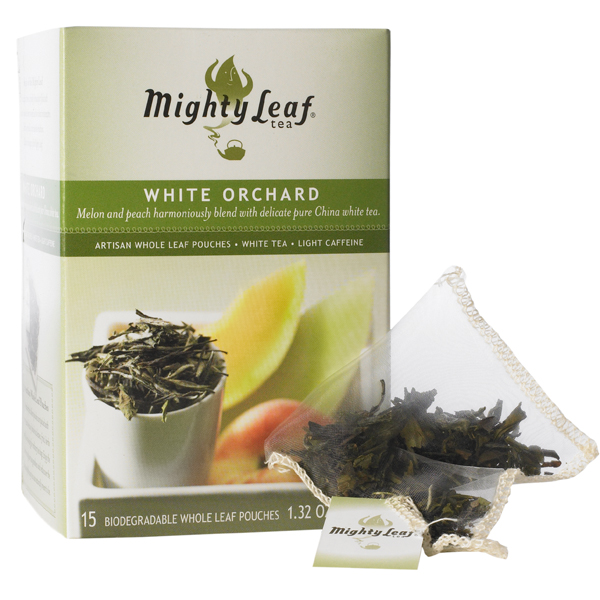 Mighty Leaf®
tea
WHITE ORCHARD
Melon and peach harmoniously blend with delicate pure China white tea.
ARTISAN WHOLE LEAF POUCHES • WHITE TEA • LIGHT CAFFEINE
15 BIODEGRADABLE WHOLE LEAF POUCHES 1.32
Mighty Leaf
tea